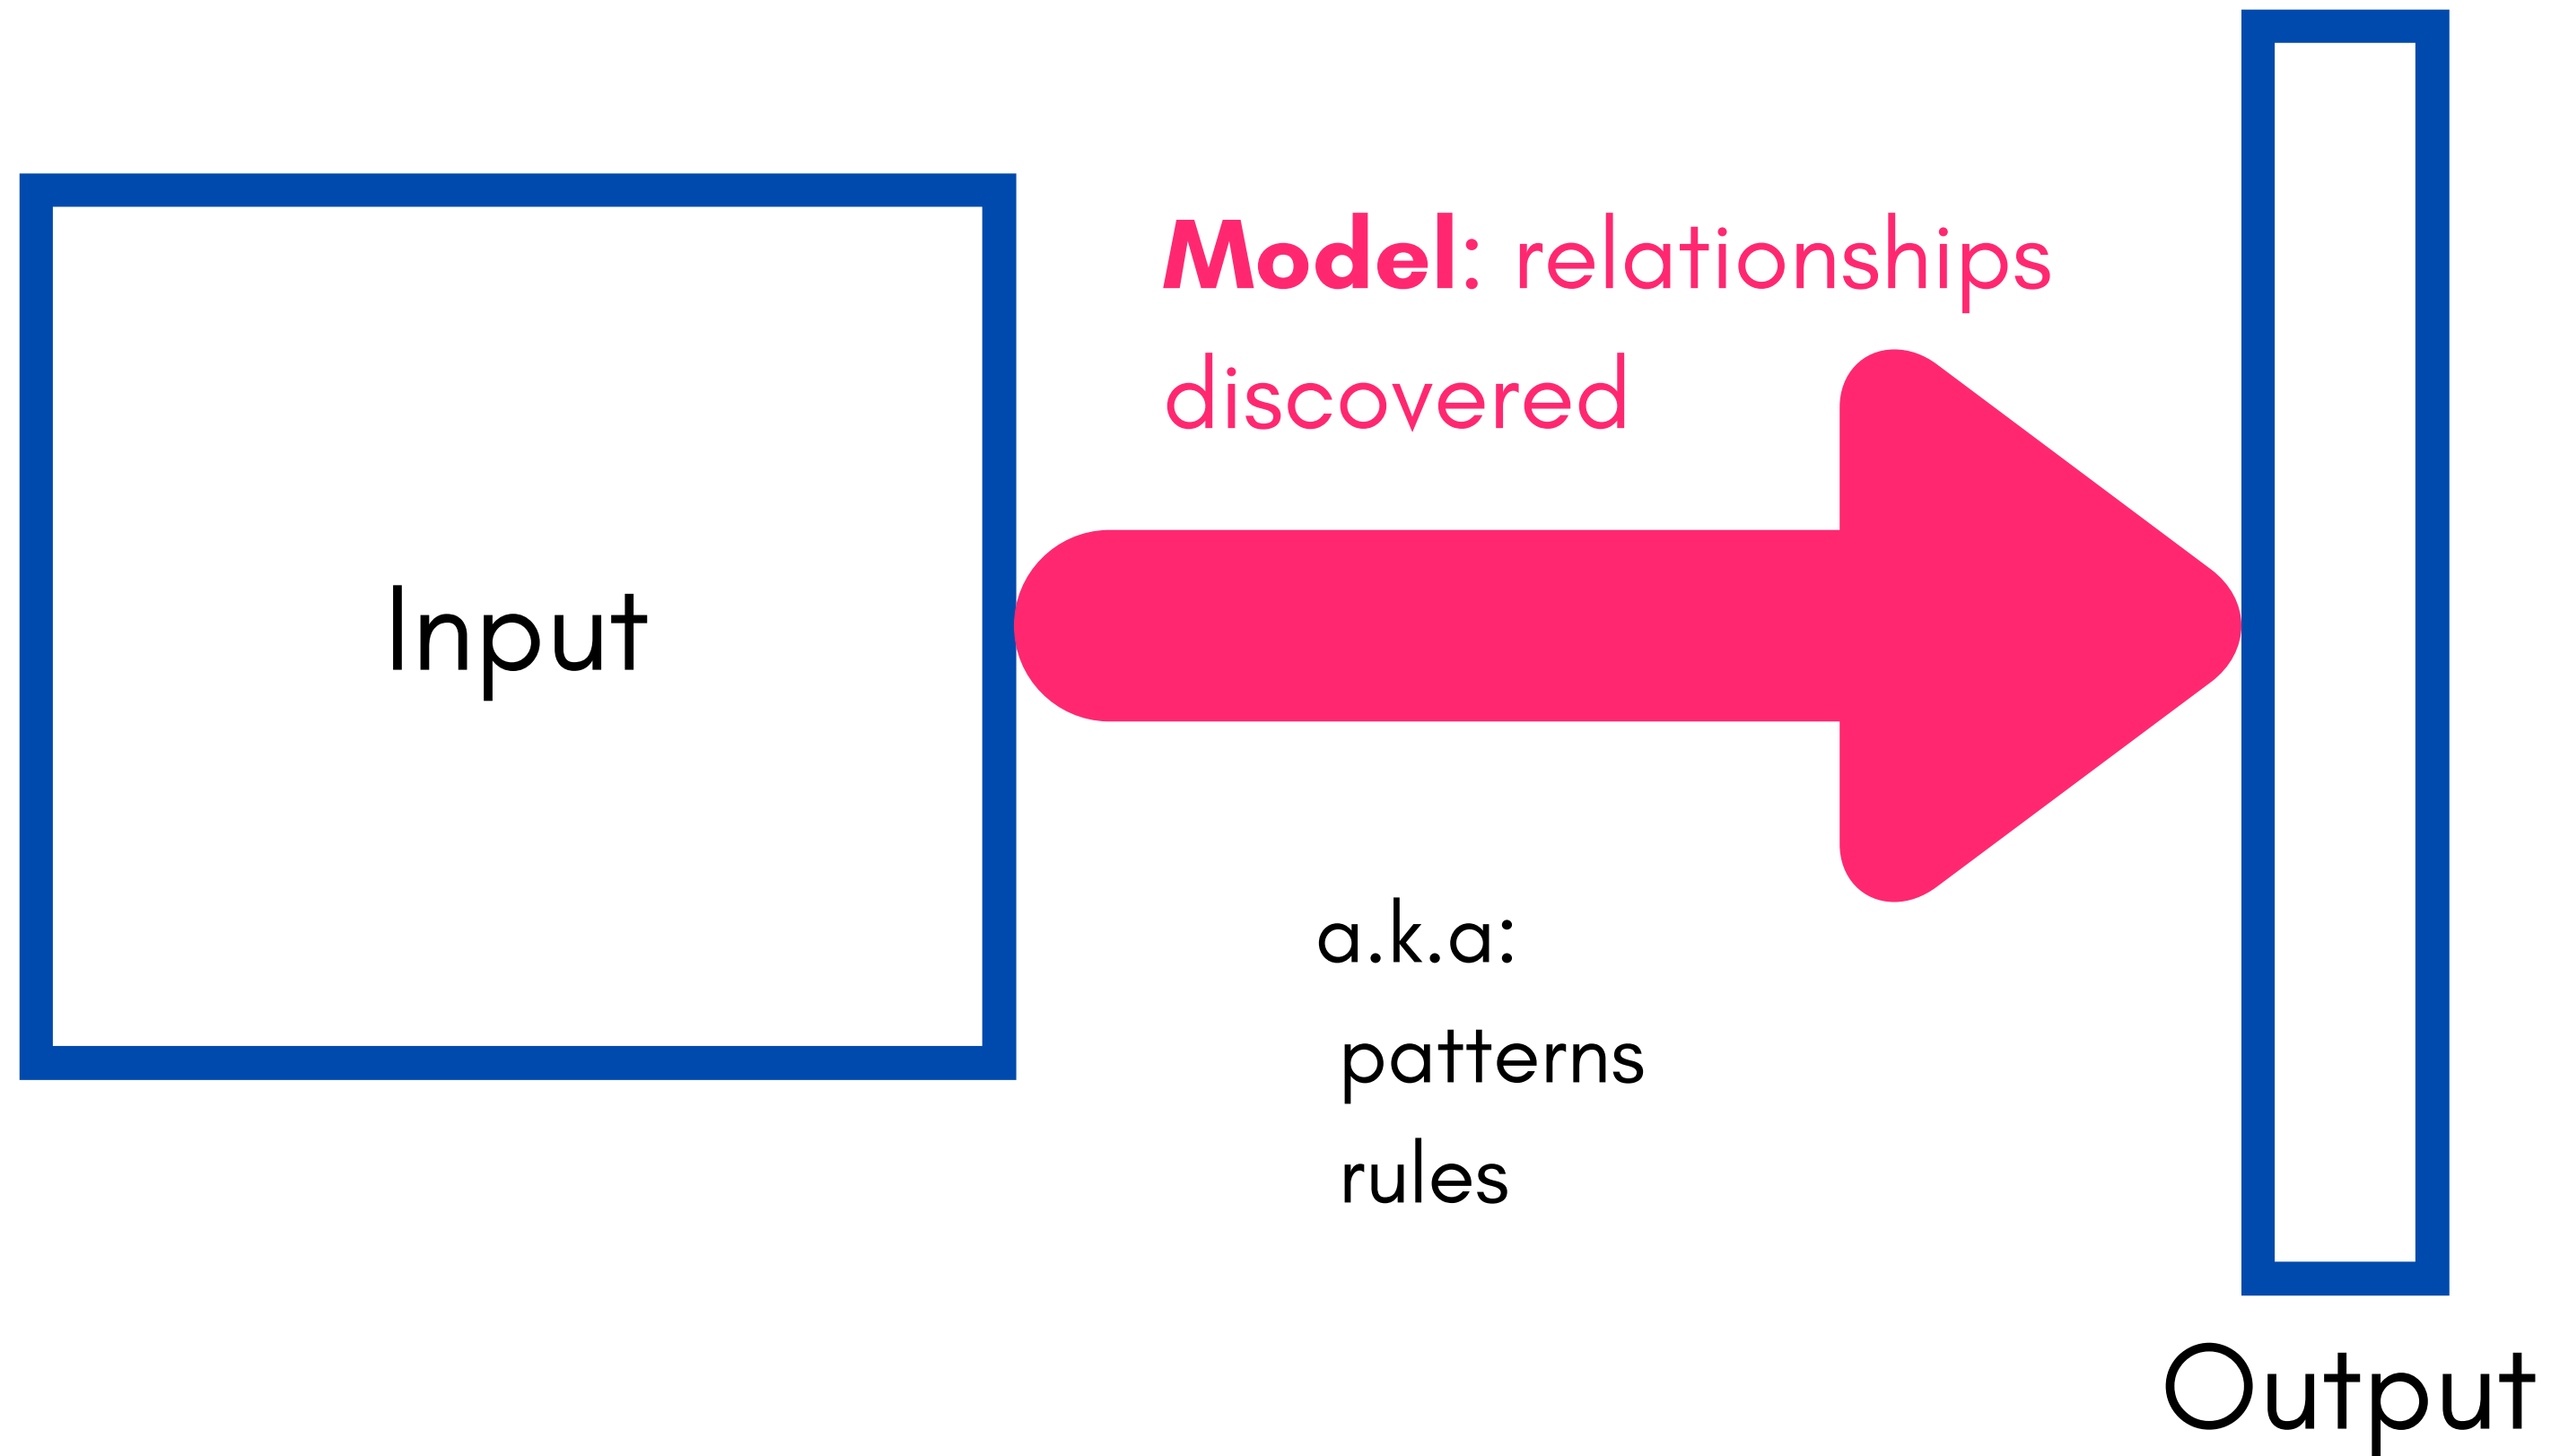 Model: relationships
discovered
Input
a.k.a:
patterns
rules
Output